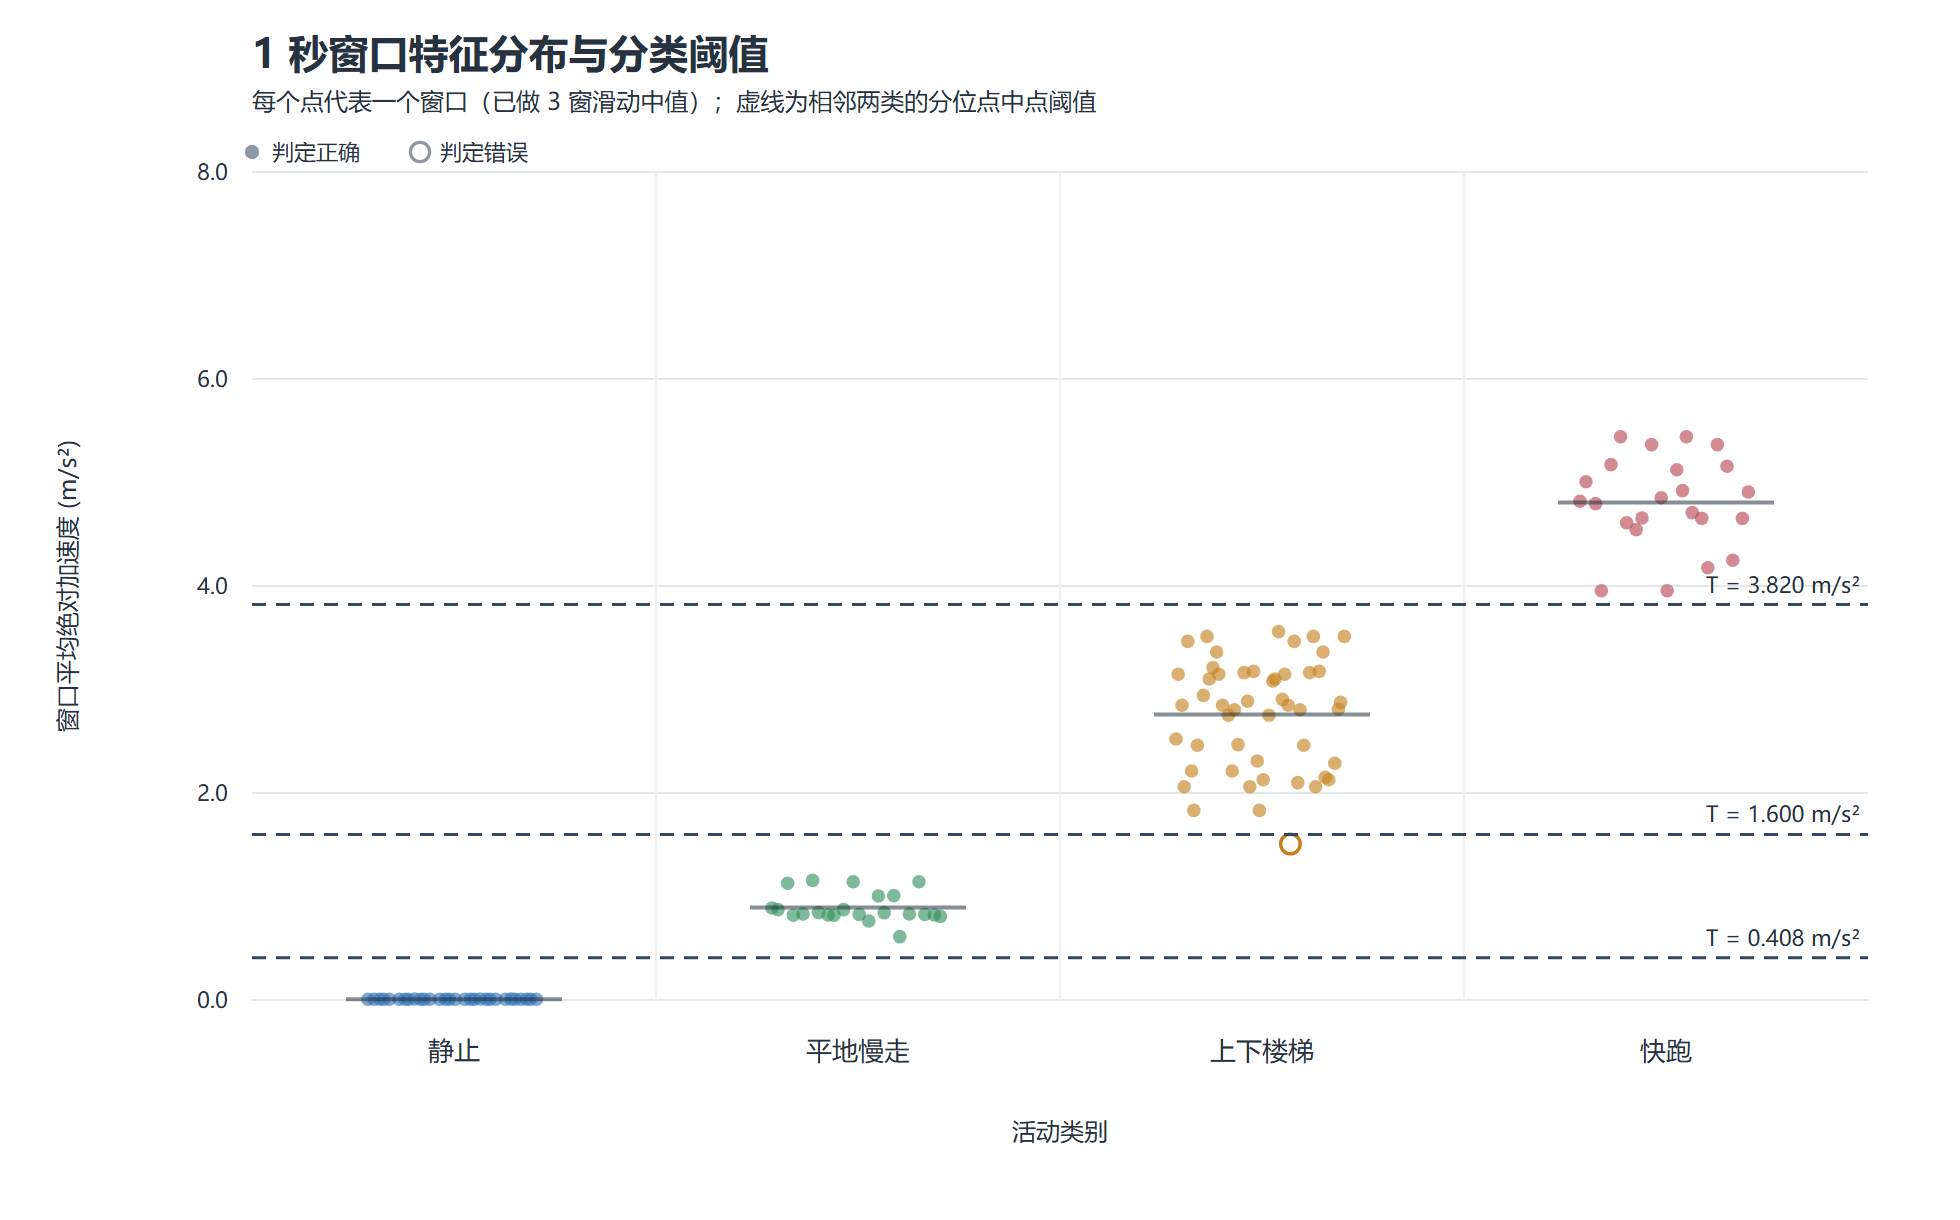 1 秒窗口特征分布与分类阈值
每个点代表一个窗口（已做 3 窗滑动中值）；虚线为相邻两类的分位点中点阈值
判定正确 判定错误
8.0
6.0
4.0
2.0
0.0
窗口平均绝对加速度 (m/s²)
T = 3.820 m/s²
T = 1.600 m/s²
T = 0.408 m/s²
静止 平地慢走 上下楼梯 快跑
活动类别